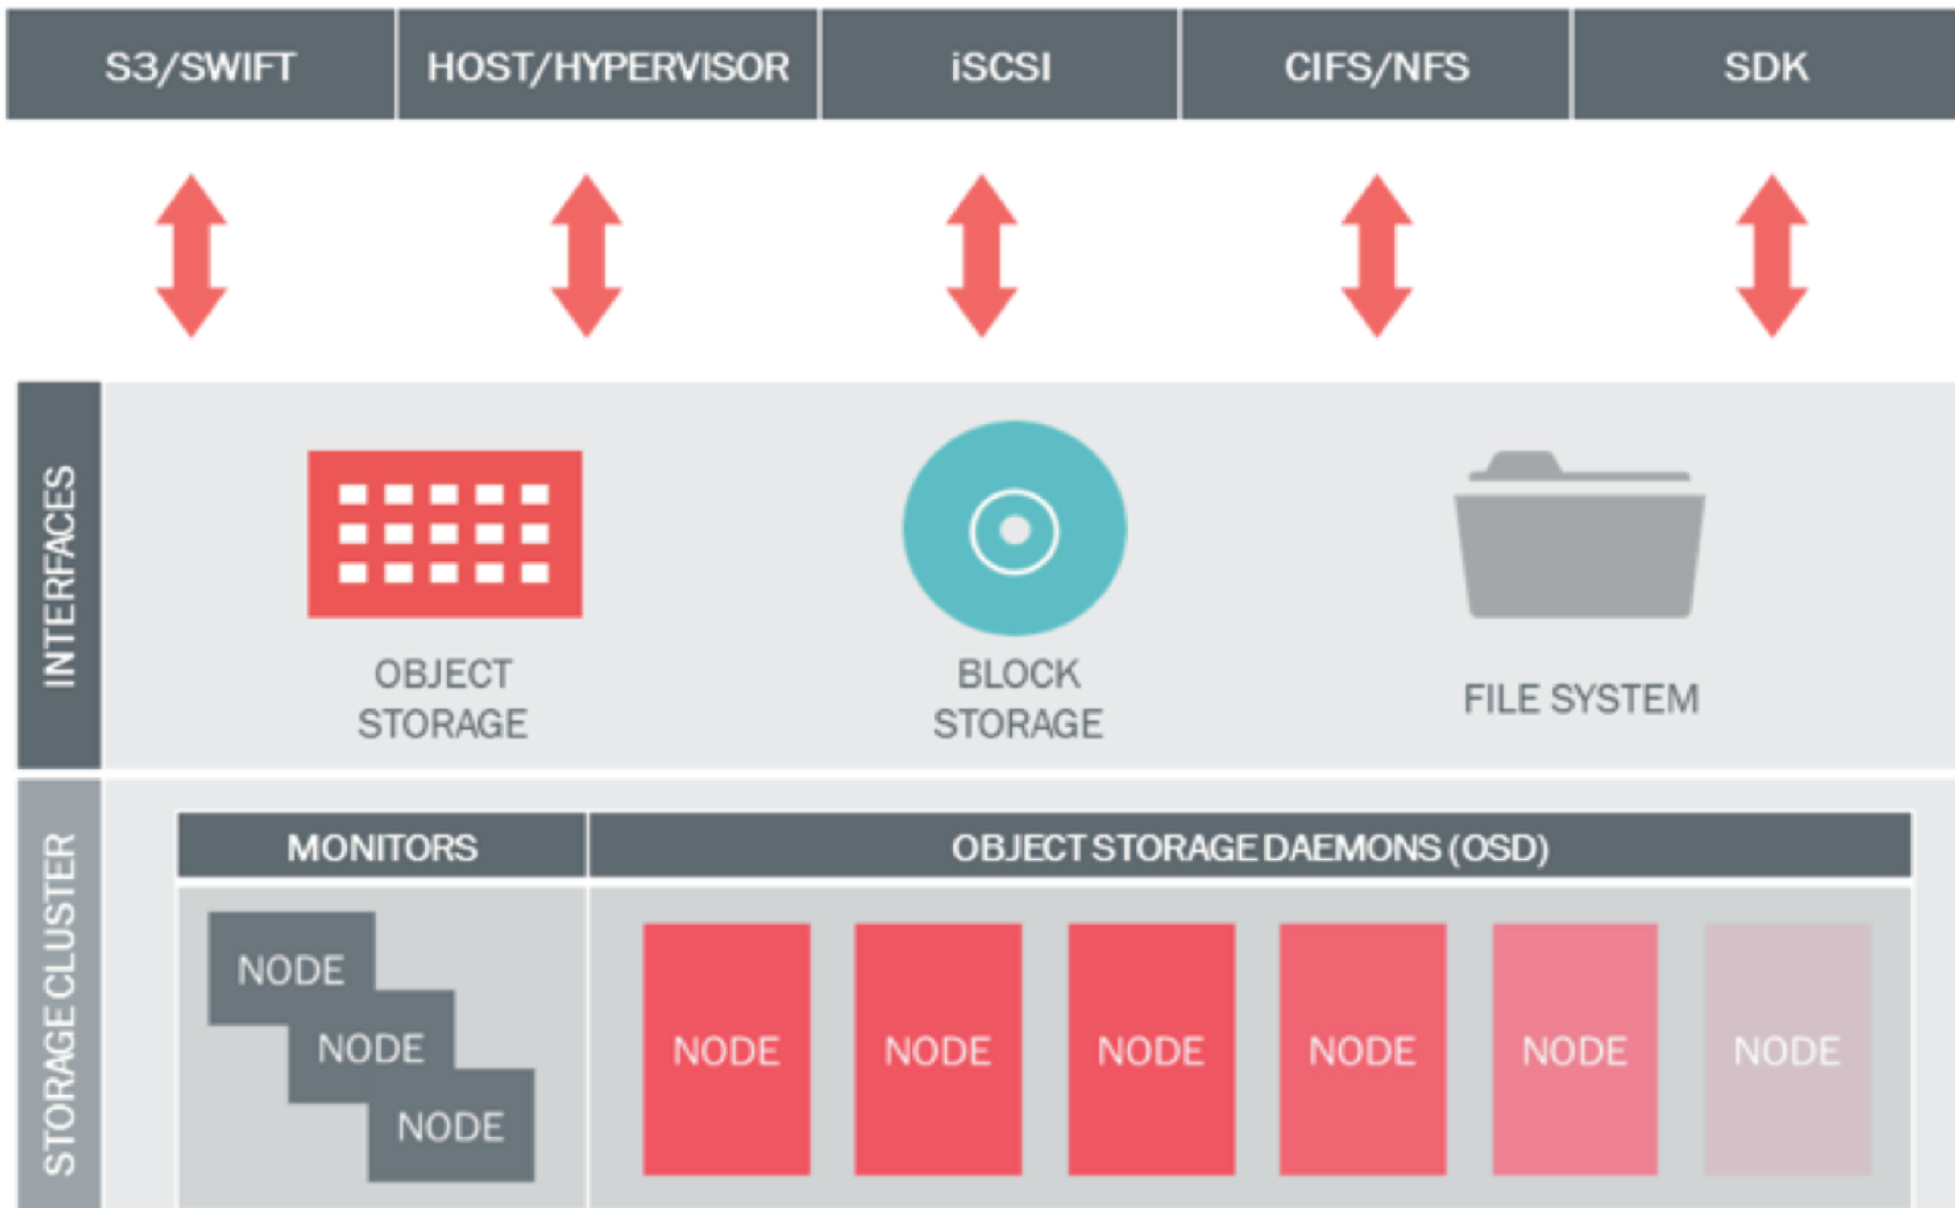 S3/SWIFT
HOST/HYPERVISOR
iSCSI
CIFS/NFS
SDK
INTERFACES
OBJECT
STORAGE
BLOCK
STORAGE
FILE SYSTEM
STORAGE CLUSTER
MONITORS
OBJECT STORAGE DAEMONS (OSD)
NODE
NODE
NODE
NODE
NODE
NODE
NODE
NODE
NODE